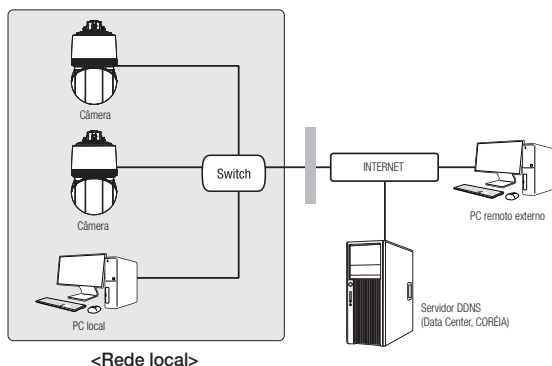 Câmera
Câmera
PC local
Switch
INTERNET
PC remoto externo
Servidor DDNS
(Data Center, CORÉIA)
<Rede local>